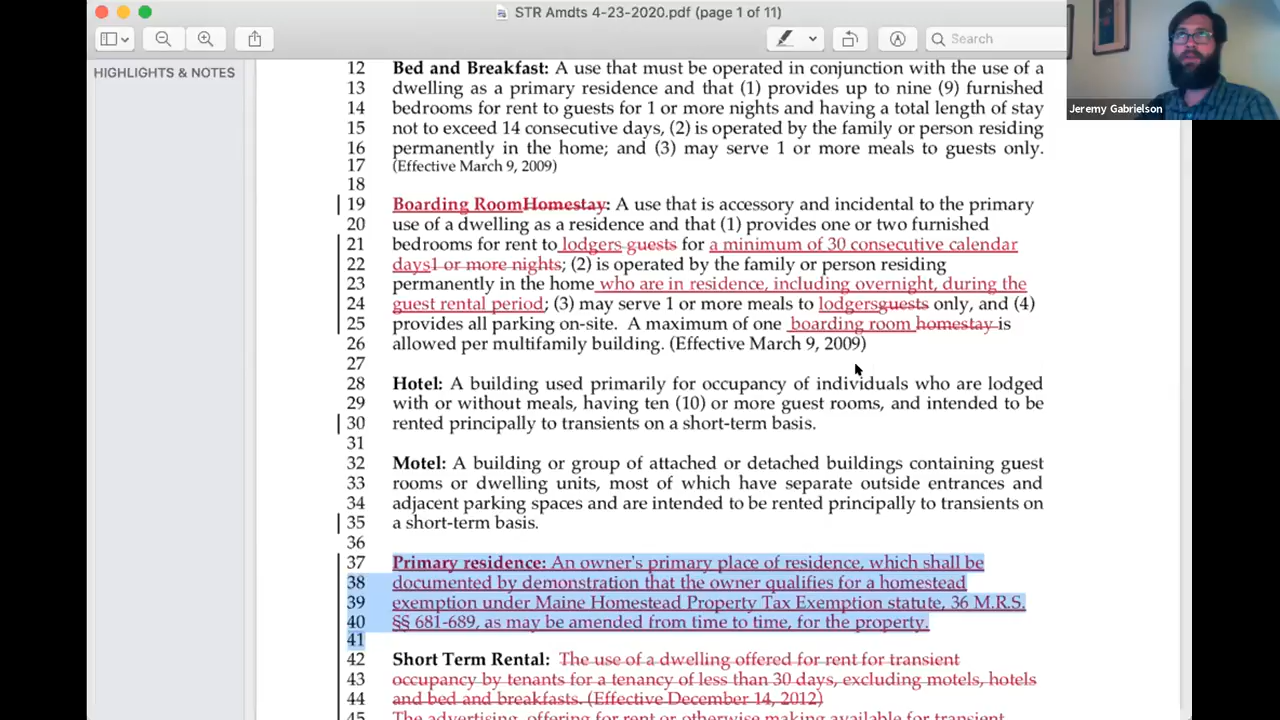 STR Amdts 4-23-2020.pdf (page 1 of 11)
Search
HIGHLIGHTS & NOTES
Jeremy Gabrielson
12 Bed and Breakfast: A use that must be operated in conjunction with the use of a
13 dwelling as a primary residence and that (1) provides up to nine (9) furnished
14 bedrooms for rent to guests for 1 or more nights and having a total length of stay
15 not to exceed 14 consecutive days, (2) is operated by the family or person residing
16 permanently in the home; and (3) may serve 1 or more meals to guests only.
17 (Effective March 9, 2009)
18
19 Boarding RoomHomestay: A use that is accessory and incidental to the primary
20 use of a dwelling as a residence and that (1) provides one or two furnished
21 bedrooms for rent to lodgers guests for a minimum of 30 consecutive calendar
22 days1 or more nights; (2) is operated by the family or person residing
23 permanently in the home who are in residence, including overnight, during the
24 guest rental period; (3) may serve 1 or more meals to lodgersguests only, and (4)
25 provides all parking on-site. A maximum of one boarding room homestay is
26 allowed per multifamily building. (Effective March 9, 2009)
27
28 Hotel: A building used primarily for occupancy of individuals who are lodged
29 with or without meals, having ten (10) or more guest rooms, and intended to be
30 rented principally to transients on a short-term basis.
31
32 Motel: A building or group of attached or detached buildings containing guest
33 rooms or dwelling units, most of which have separate outside entrances and
34 adjacent parking spaces and are intended to be rented principally to transients on
35 a short-term basis.
36
37 Primary residence: An owner's primary place of residence, which shall be
38 documented by demonstration that the owner qualifies for a homestead
39 exemption under Maine Homestead Property Tax Exemption statute, 36 M.R.S.
40 §§ 681-689, as may be amended from time to time, for the property.
41
42 Short Term Rental: The use of a dwelling offered for rent for transient
43 occupancy by tenants for a tenancy of less than 30 days, excluding motels, hotels
44 and bed and breakfasts. (Effective December 14, 2012)
45 The advertising, offering for rent or otherwise making available for transient